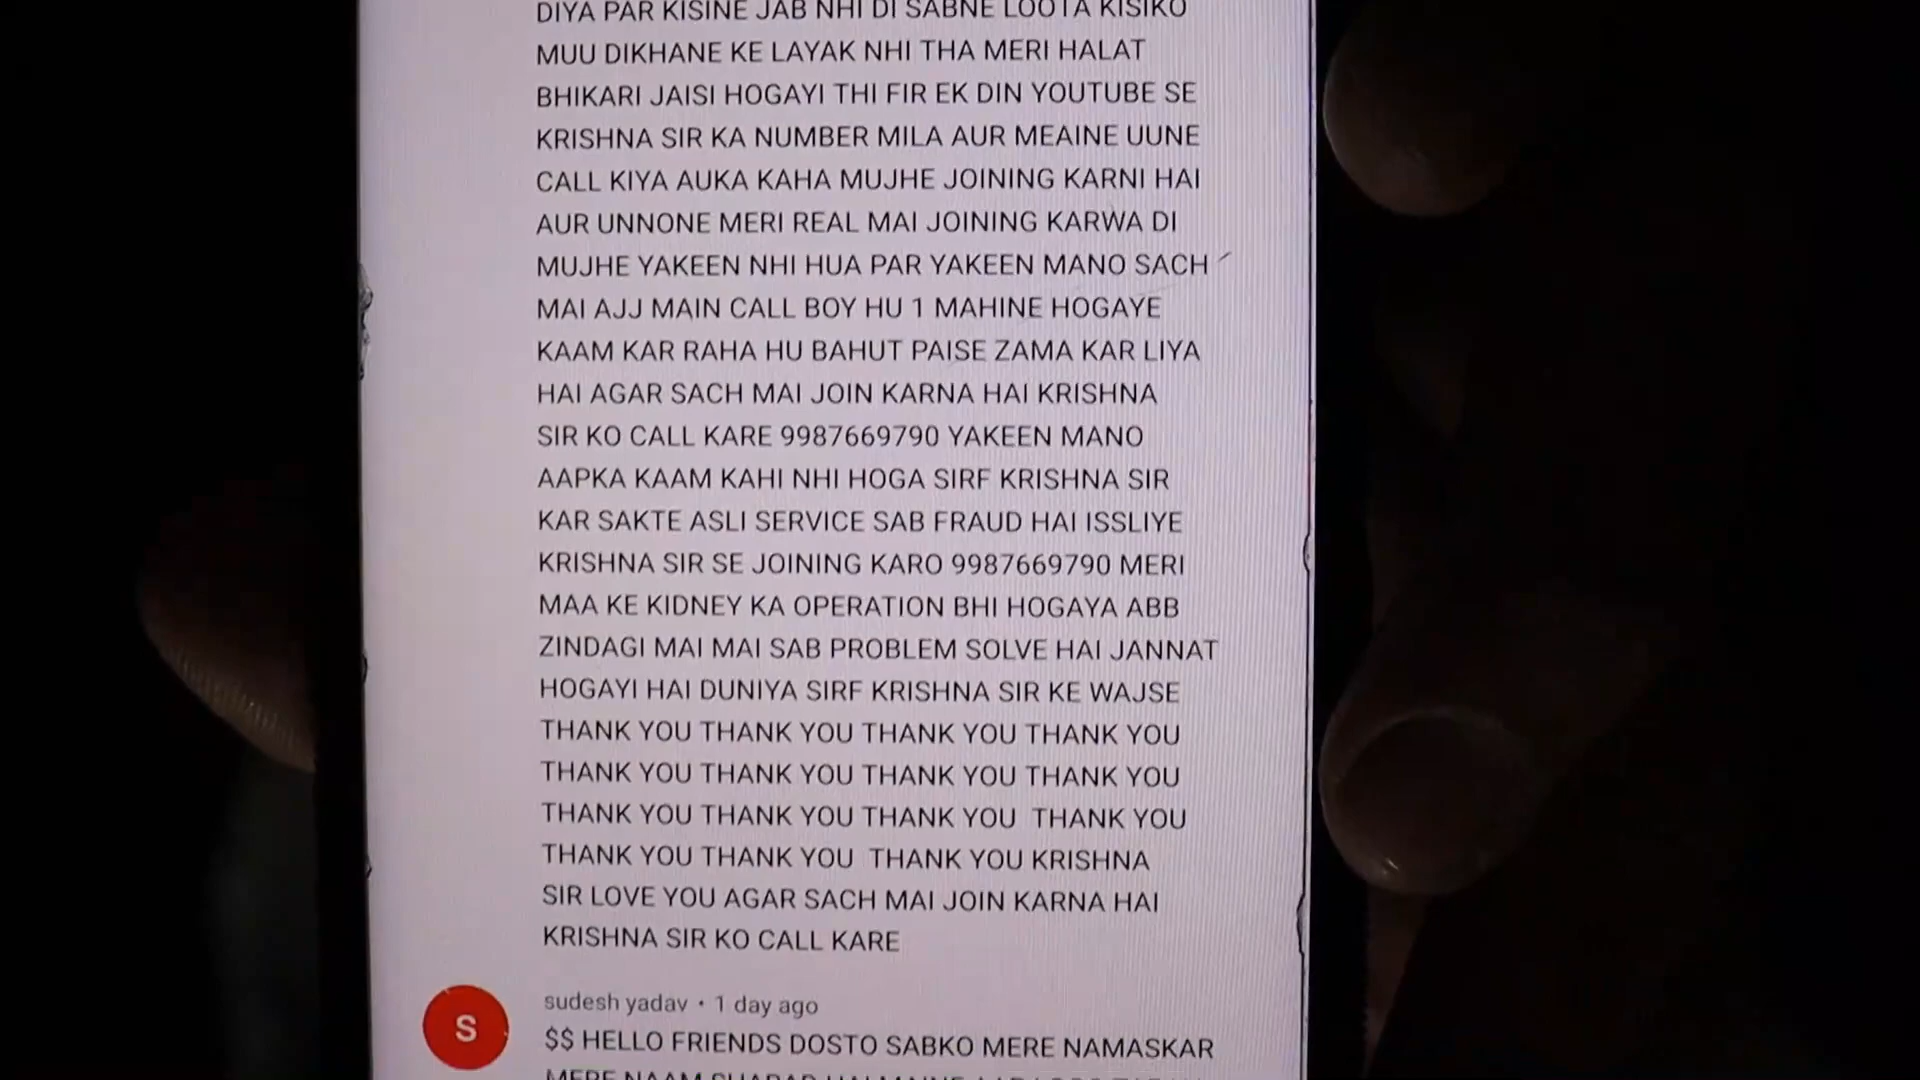 DIYA PAR KISINE JAB NHI DI SABNE LOOTA KISIKO
MUU DIKHANE KE LAYAK NHI THA MERI HALAT
BHIKARI JAISI HOGAYI THI FIR EK DIN YOUTUBE SE
KRISHNA SIR KA NUMBER MILA AUR MEAINE UUNE
CALL KIYA AUKA KAHA MUJHE JOINING KARNI HAI
AUR UNNONE MERI REAL MAI JOINING KARWA DI
MUJHE YAKEEN NHI HUA PAR YAKEEN MANO SACH
MAI AJJ MAIN CALL BOY HU 1 MAHINE HOGAYE
KAAM KAR RAHA HU BAHUT PAISE ZAMA KAR LIYA
HAI AGAR SACH MAI JOIN KARNA HAI KRISHNA
SIR KO CALL KARE 9987669790 YAKEEN MANO
AAPKA KAAM KAHI NHI HOGA SIRF KRISHNA SIR
KAR SAKTE ASLI SERVICE SAB FRAUD HAI ISSLIYE
KRISHNA SIR SE JOINING KARO 9987669790 MERI
MAA KE KIDNEY KA OPERATION BHI HOGAYA ABB
ZINDAGI MAI MAI SAB PROBLEM SOLVE HAI JANNAT
HOGAYI HAI DUNIYA SIRF KRISHNA SIR KE WAJSE
THANK YOU THANK YOU THANK YOU THANK YOU
THANK YOU THANK YOU THANK YOU THANK YOU
THANK YOU THANK YOU THANK YOU THANK YOU
THANK YOU THANK YOU THANK YOU KRISHNA
SIR LOVE YOU AGAR SACH MAI JOIN KARNA HAI
KRISHNA SIR KO CALL KARE
S
sudesh yadav • 1 day ago
$$ HELLO FRIENDS DOSTO SABKO MERE NAMASKAR
MERE NAAM